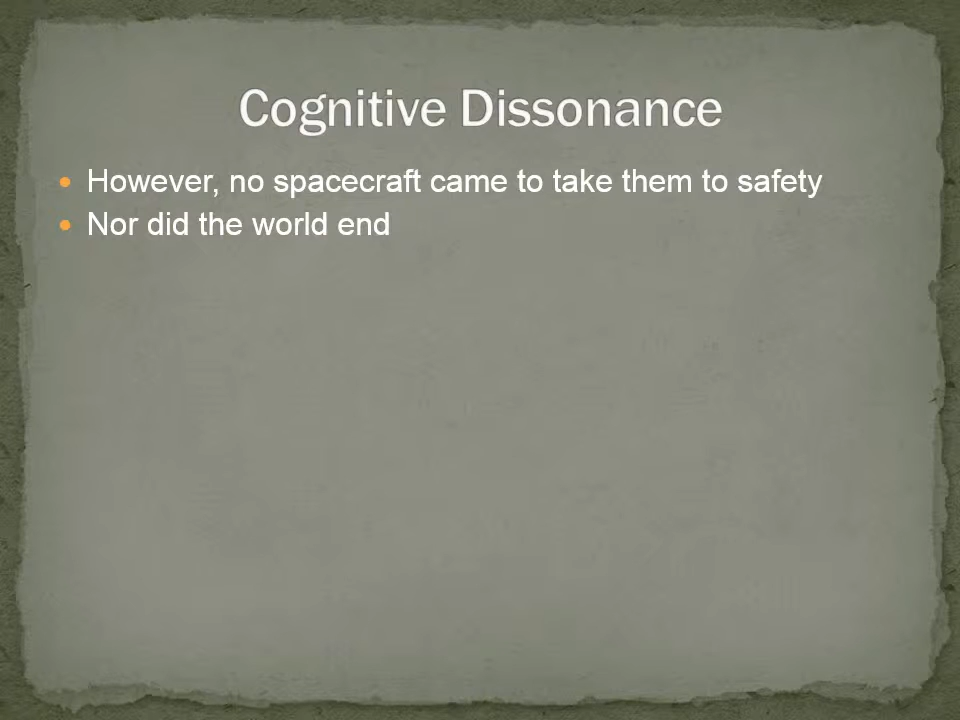 Cognitive Dissonance
• However, no spacecraft came to take them to safety
• Nor did the world end